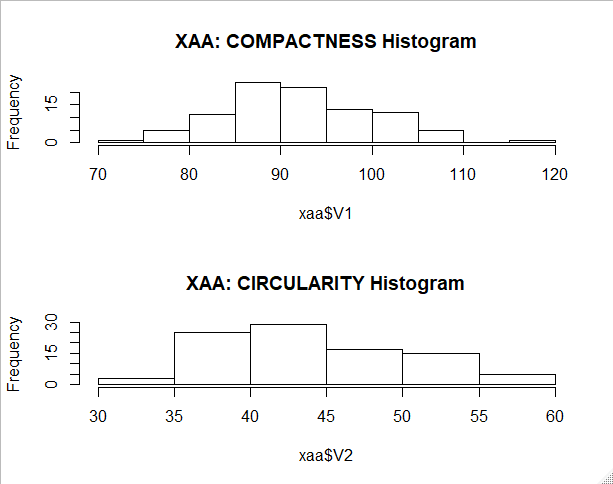 XAA: COMPACTNESS Histogram
Frequency
15
0
70 80 90 100 110 120
xaa$V1
XAA: CIRCULARITY Histogram
Frequency
30
15
0
30 35 40 45 50 55 60
xaa$V2